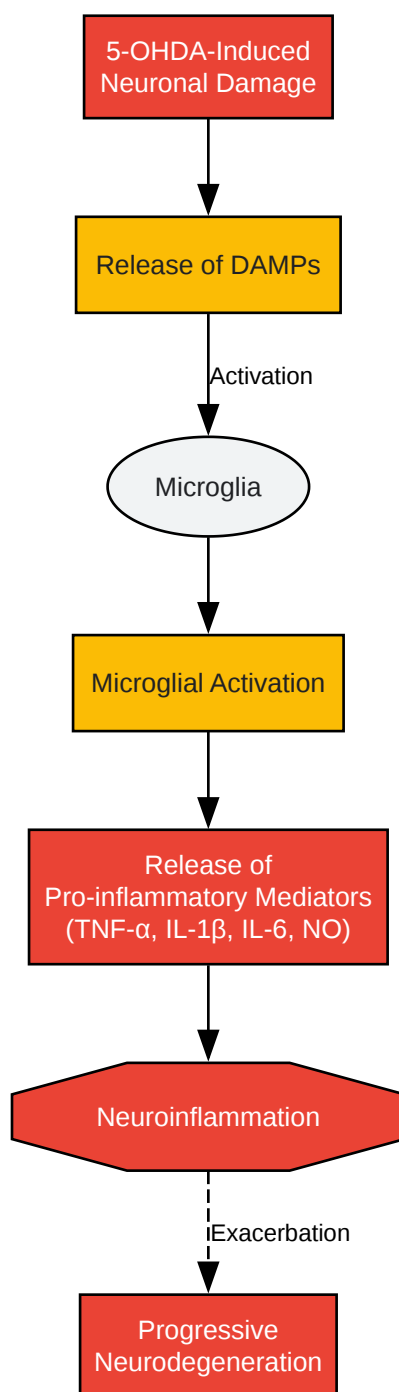 5-OHDA-Induced
Neuronal Damage
Release of DAMPs
Activation
Microglia
Microglial Activation
Release of
Pro-inflammatory Mediators
(TNF-α, IL-1β, IL-6, NO)
Neuroinflammation
Exacerbation
Progressive
Neurodegeneration